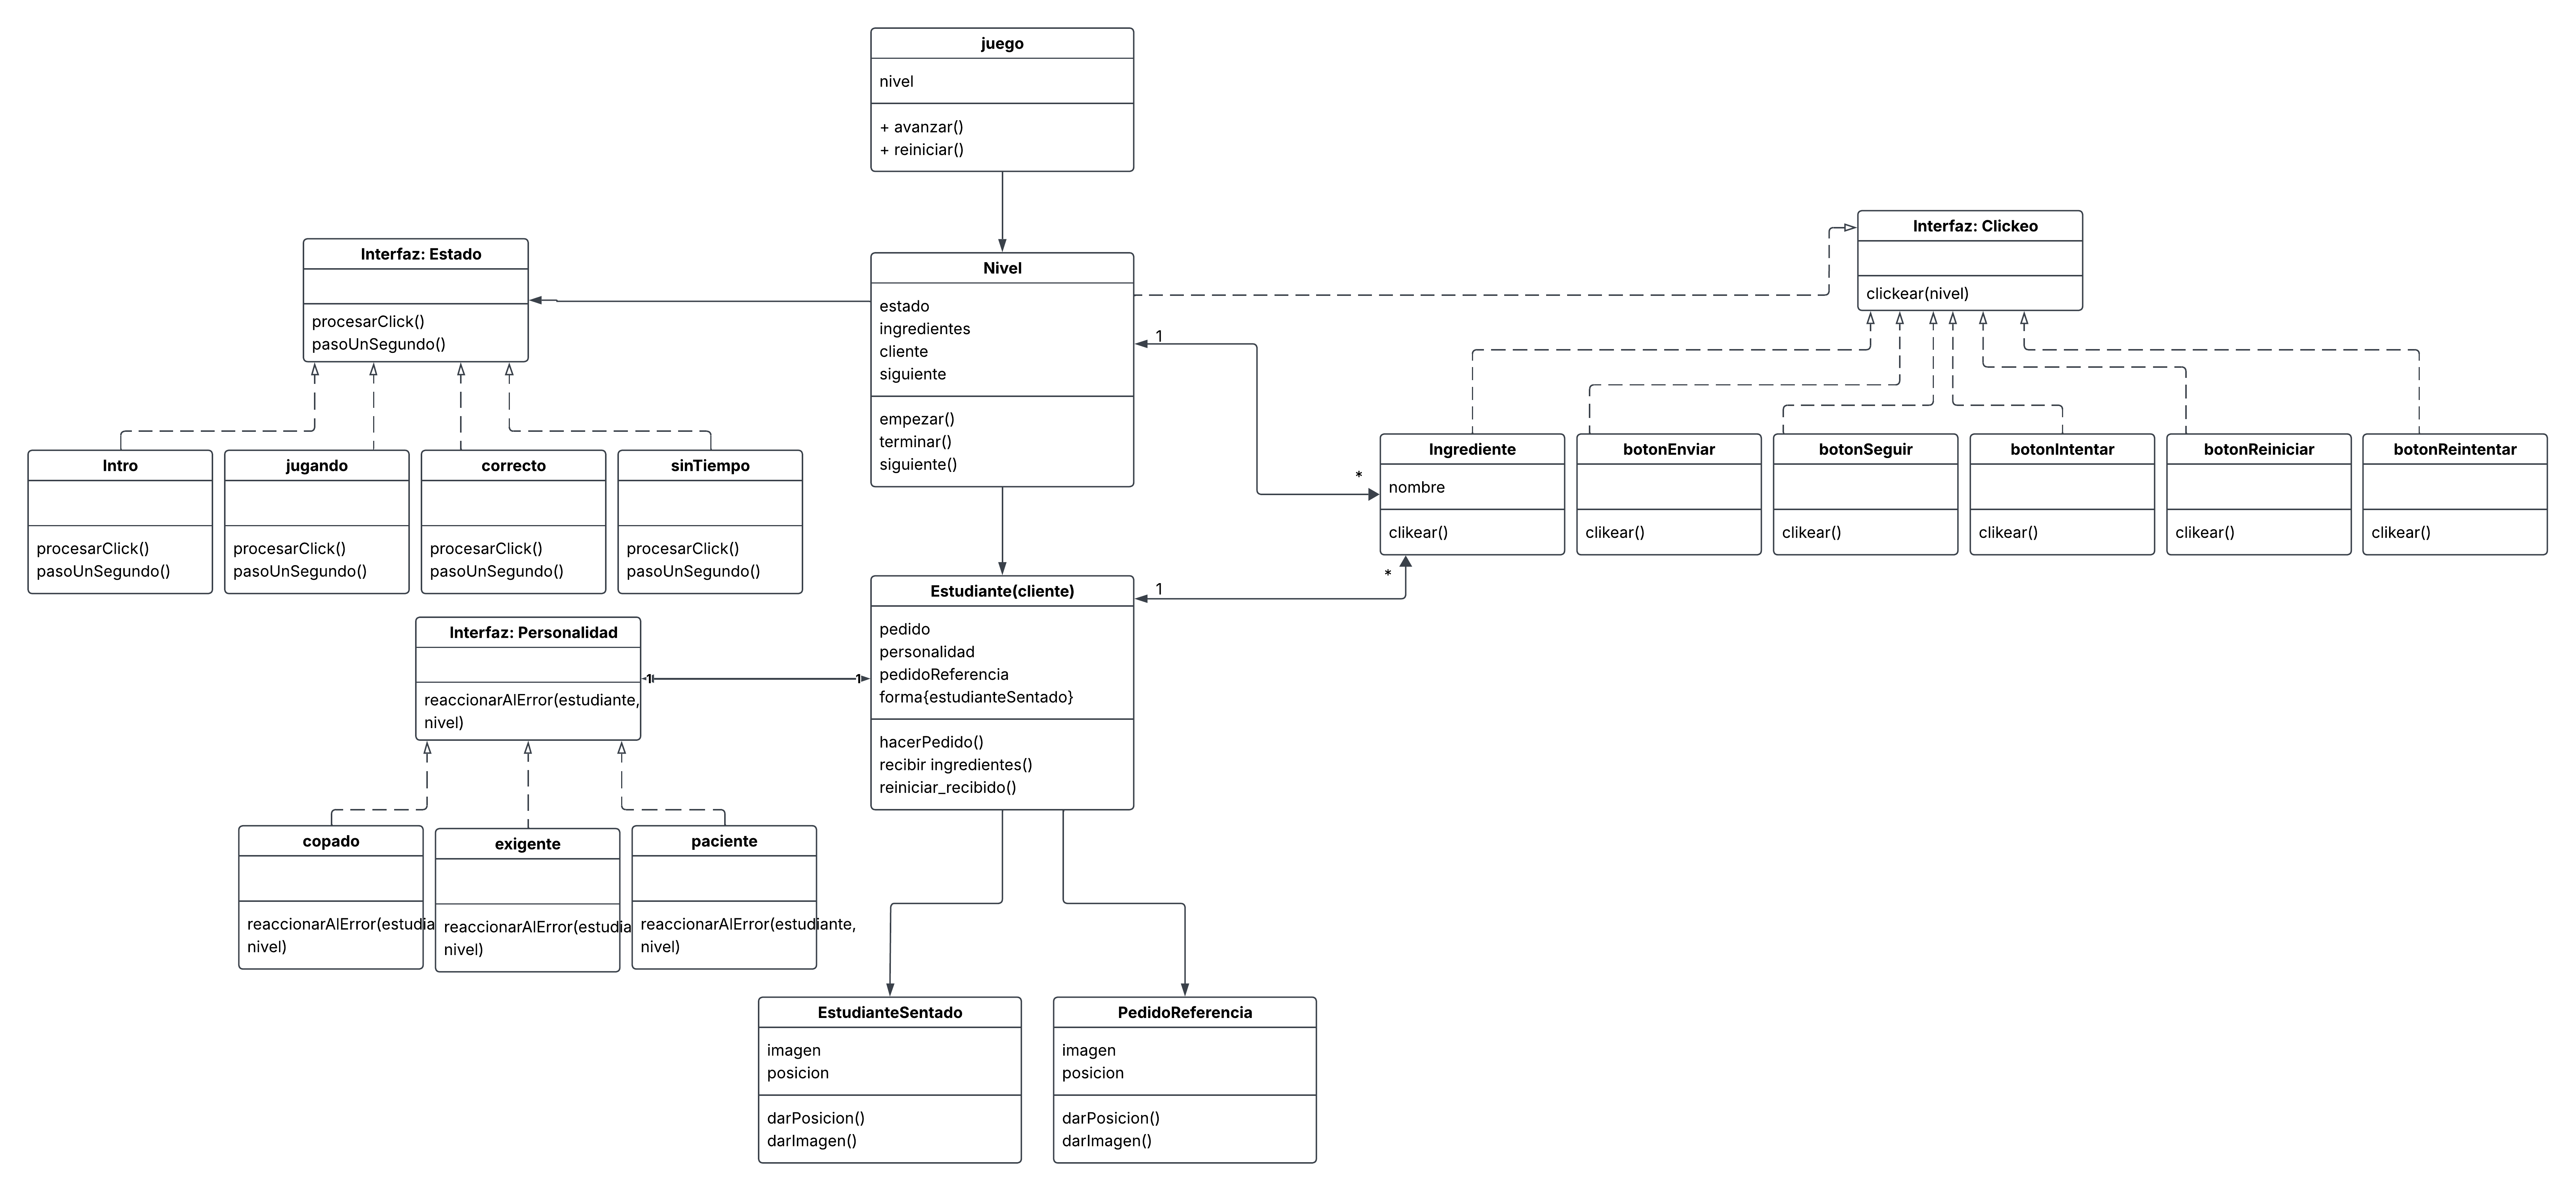 juego
nivel
+ avanzar()
+ reiniciar()
Interfaz: Estado
procesarClick()
pasoUnSegundo()
Nivel
estado
ingredientes
cliente
siguiente
empezar()
terminar()
siguiente()
Interfaz: Clickeo
clickear(nivel)
1
*
Intro
procesarClick()
pasoUnSegundo()
jugando
procesarClick()
pasoUnSegundo()
correcto
procesarClick()
pasoUnSegundo()
sinTiempo
procesarClick()
pasoUnSegundo()
Ingrediente
nombre
clikear()
botonEnviar
clikear()
botonSeguir
clikear()
botonIntentar
clikear()
botonReiniciar
clikear()
botonReintentar
clikear()
*
1
Interfaz: Personalidad
reaccionarAlError(estudiante,
nivel)
1
1
Estudiante(cliente)
pedido
personalidad
pedidoReferencia
forma{estudianteSentado}
hacerPedido()
recibir ingredientes()
reiniciar_recibido()
copado
reaccionarAlError(estudia
nivel)
exigente
reaccionarAlError(estudia
nivel)
paciente
reaccionarAlError(estudiante,
nivel)
EstudianteSentado
imagen
posicion
darPosicion()
darImagen()
PedidoReferencia
imagen
posicion
darPosicion()
darImagen()